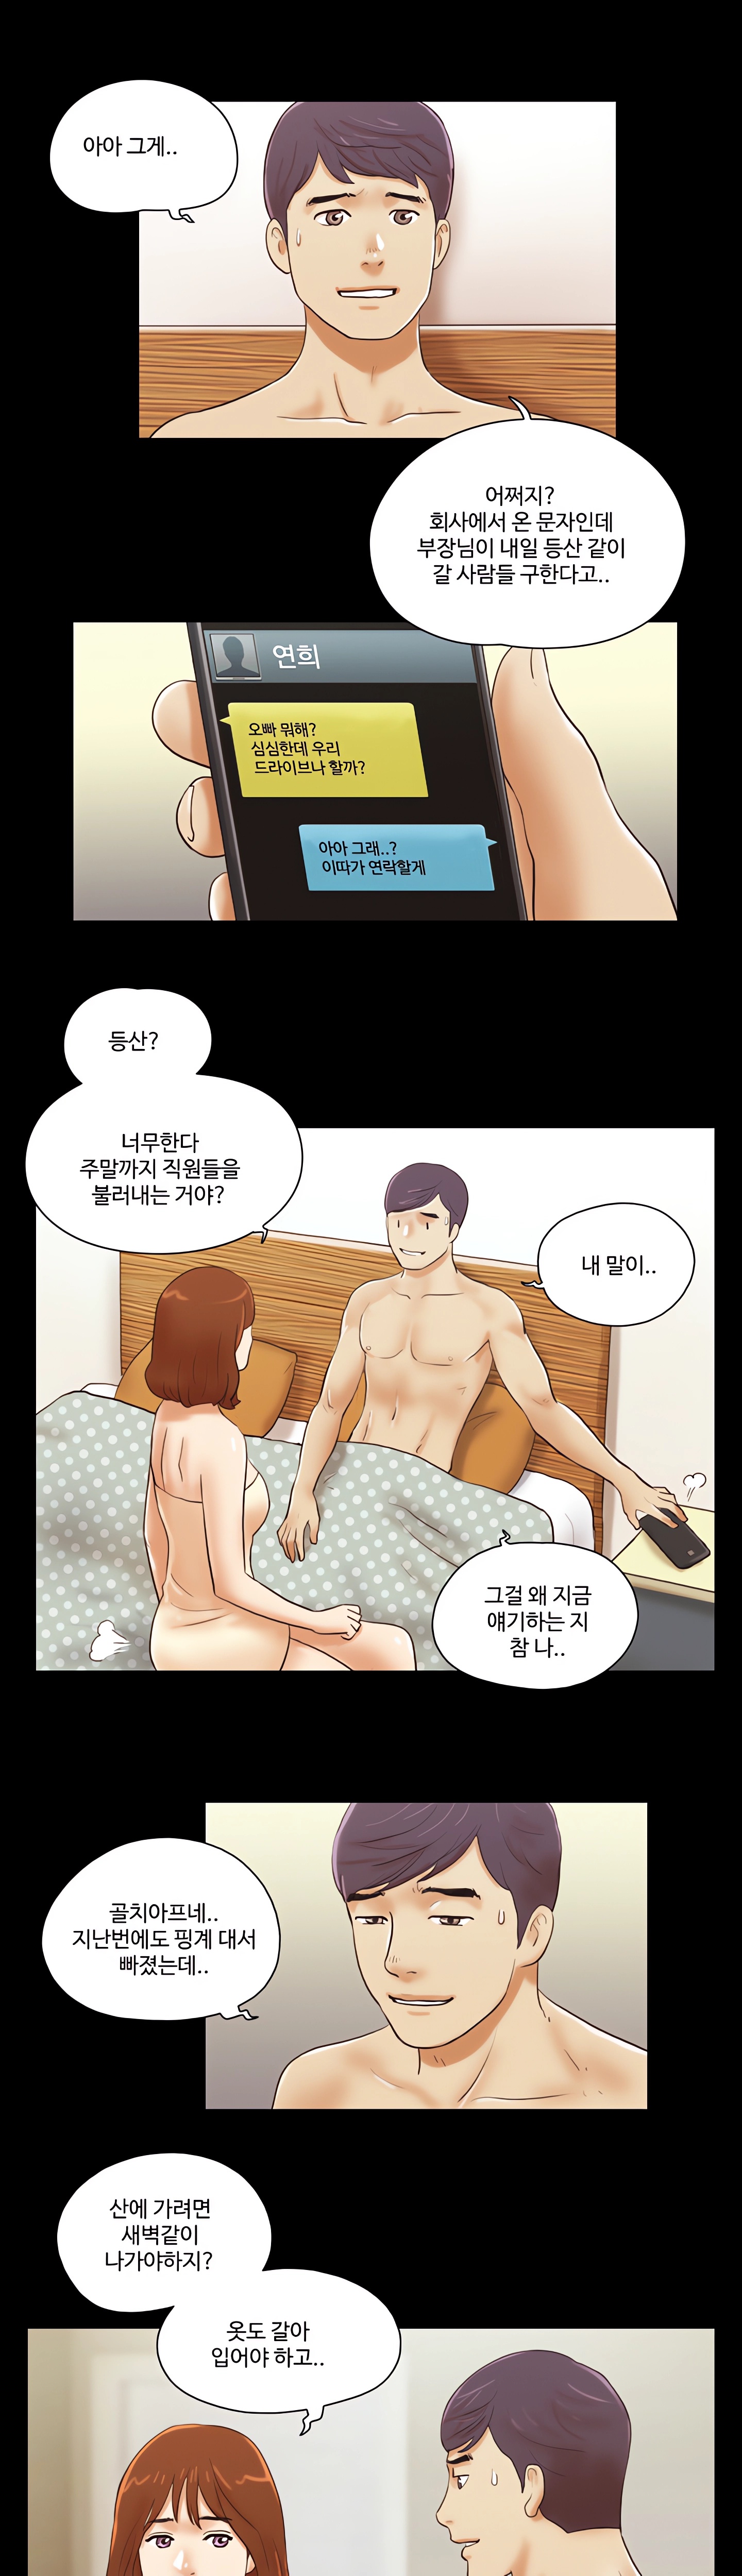 아아 그게..
어쩌지?
회사에서 온 문자인데
부장님이 내일 등산 같이
갈 사람들 구한다고..
연희
오빠 뭐해?
심심한데 우리
드라이브나 할까?
아아 그래..?
이따가 연락할게
등산?
너무한다
주말까지 직원들을
불러내는 거야?
내 말이..
그걸 왜 지금
얘기하는 지
참 나..
골치아프네..
지난번에도 핑계 대서
빠졌는데..
산에 가려면
새벽같이
나가야하지?
옷도 갈아
입어야 하고..